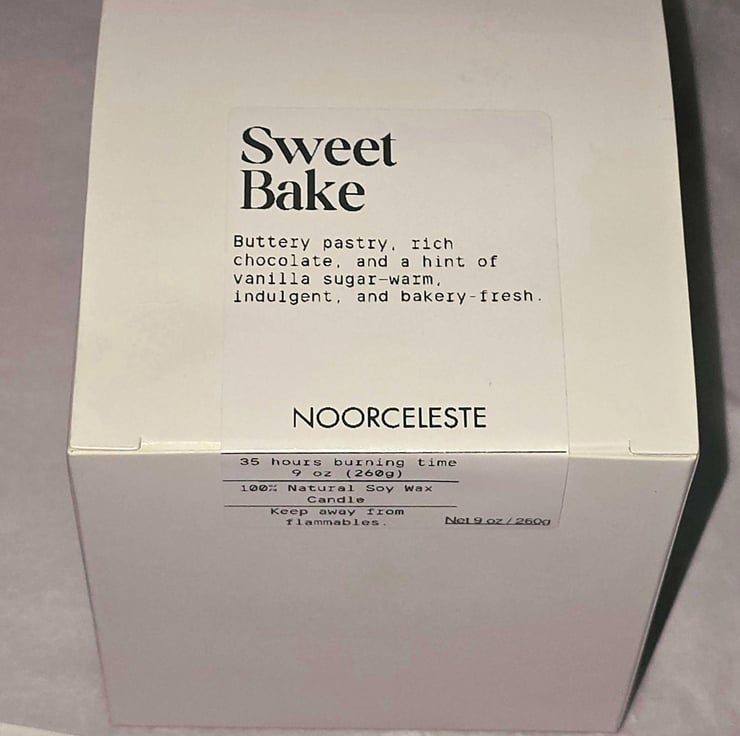 Sweet
Bake
Buttery pastry, rich
chocolate, and a hint of
vanilla sugar-warm,
indulgent, and bakery-fresh.
NOORCELESTE
35 hours burning time
9 oz (260g)
100% Natural Soy Wax
Candle
Keep away from
flammables.
Net 9 oz / 260g